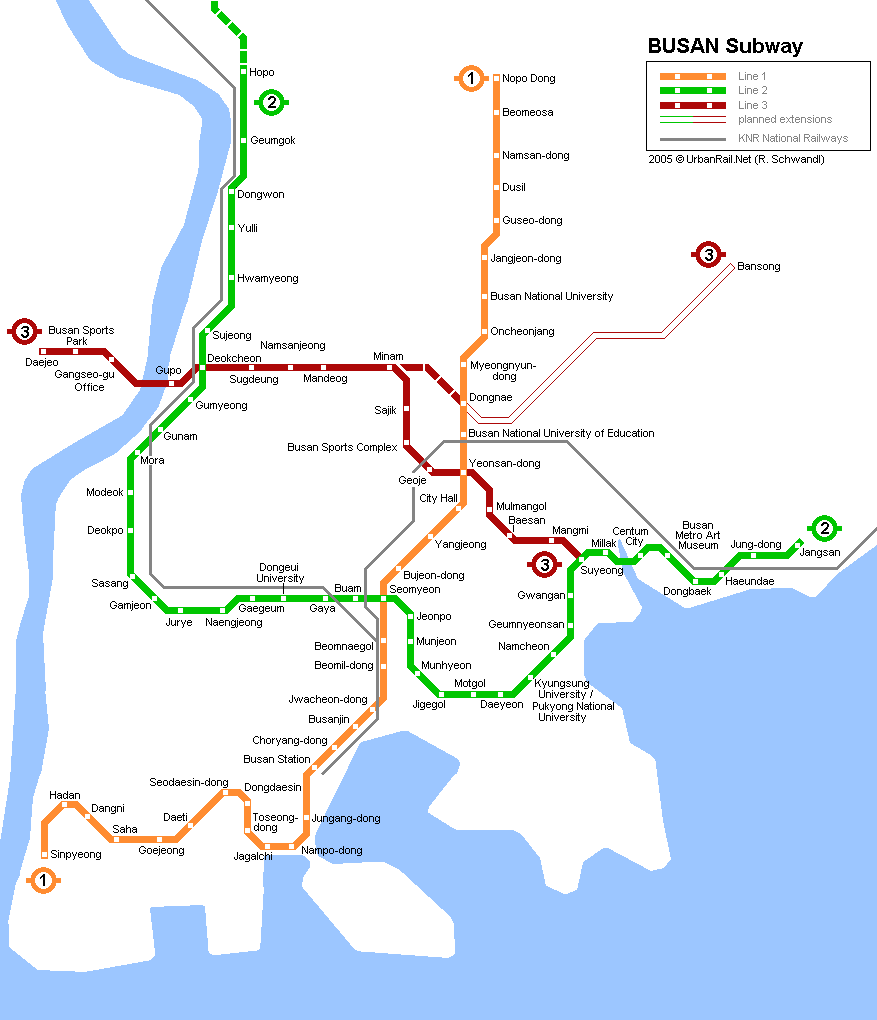 BUSAN Subway
Line 1
Line 2
Line 3
planned extensions
KNR National Railways
2005 © UrbanRail.Net (R. Schwandl)
1
Nopo Dong
Beomeosa
Namsan-dong
Dusil
Guseo-dong
Jangjeon-dong
Busan National University
Oncheonjang
Myeongnyun-
dong
Dongnae
Busan National University of Education
Yeonsan-dong
City Hall
Yangjeong
Bujeon-dong
Seomyeon
Beomnaegol
Beomil-dong
Jwacheon-dong
Busanjin
Choryang-dong
Busan Station
Jungang-dong
Nampo-dong
Jagalchi
Toseong-
dong
Dongdaesin
Seodaesin-dong
Daeti
Goejeong
Saha
Dangni
Hadan
Sinpyeong
1
Hopo
2
Geumgok
Dongwon
Yulli
Hwamyeong
Sujeong
Deokcheon
Gumyeong
Gunam
Mora
Modeok
Deokpo
Sasang
Gamjeon
Jurye
Naengjeong
Gaegeum
Dongeui
University
Gaya
Buam
Jeonpo
Munjeon
Munhyeon
Jigegol
Motgol
Daeyeon
Kyungsung
University /
Pukyong National
University
Namcheon
Geumnyeonsan
Gwangan
Suyeong
Millak
Centum
City
Busan
Metro Art
Museum
Dongbaek
Haeundae
Jung-dong
Jangsan
2
3
Daejeo
Busan Sports
Park
Gangseo-gu
Office
Gupo
Sugdeung
Namsanjeong
Mandeog
Minam
Sajik
Busan Sports Complex
Geoje
Mulmangol
Baesan
Mangmi
3
3
Bansong